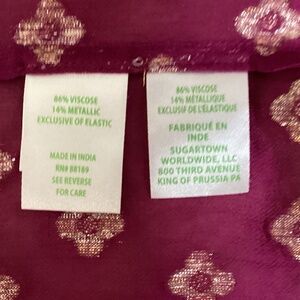 86% VISCOSE
14% METALLIC
EXCLUSIVE OF ELASTIC
MADE IN INDIA
RN# 88169
SEE REVERSE
FOR CARE
86% VISCOSE
14% MÉTALLIQUE
EXCLUSIF DE L'ÉLASTIQUE
FABRIQUÉ EN
INDE
SUGARTOWN
WORLDWIDE, LLC
800 THIRD AVENUE
KING OF PRUSSIA PA